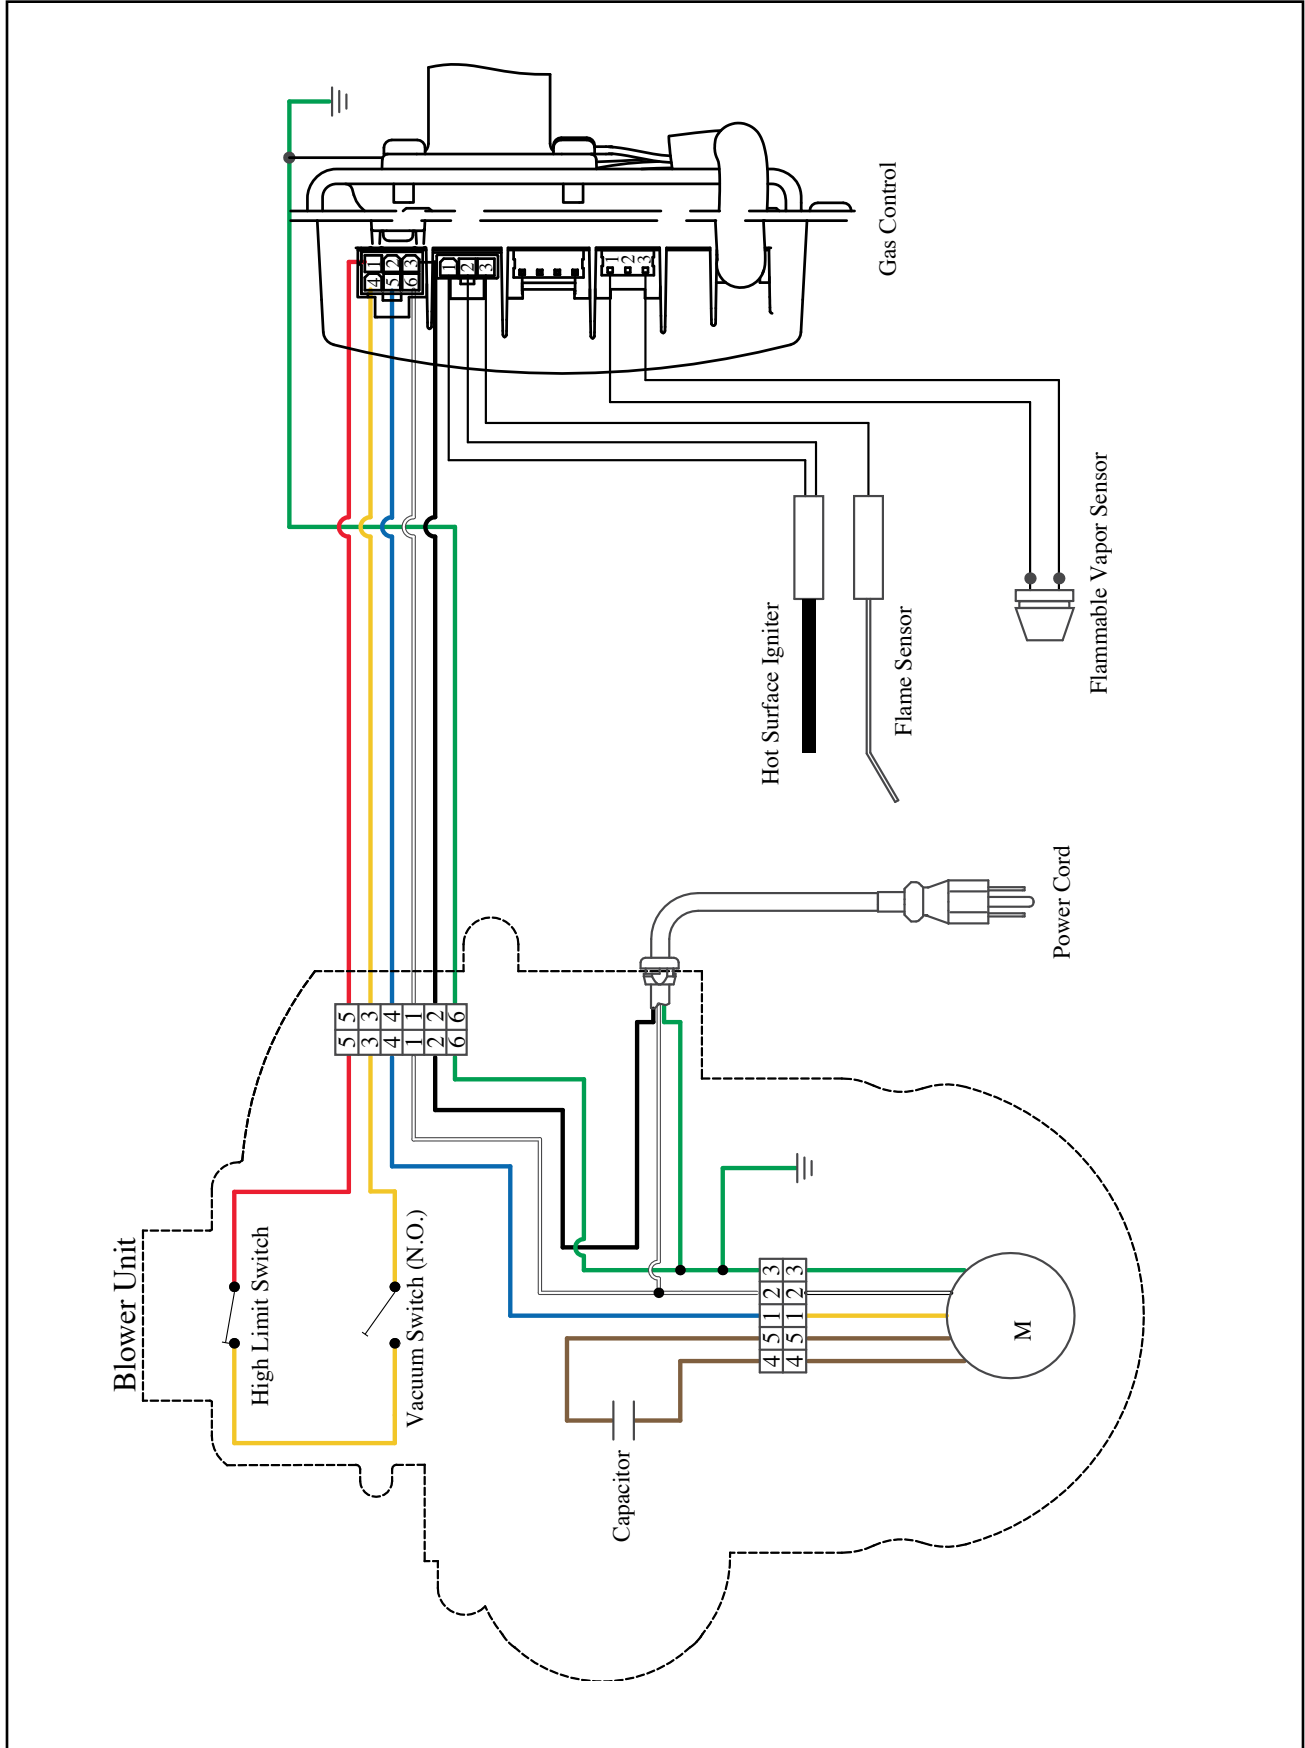 Blower Unit
High Limit Switch
Vacuum Switch (N.O.)
Capacitor
M
Power Cord
Hot Surface Igniter
Flame Sensor
Flammable Vapor Sensor
Gas Control
1 2 3
4 5 6
1 2 3
1 2 3
5 3 4 1 2 6
5 3 4 1 2 6
3 2 1 5 4
3 2 1 5 4